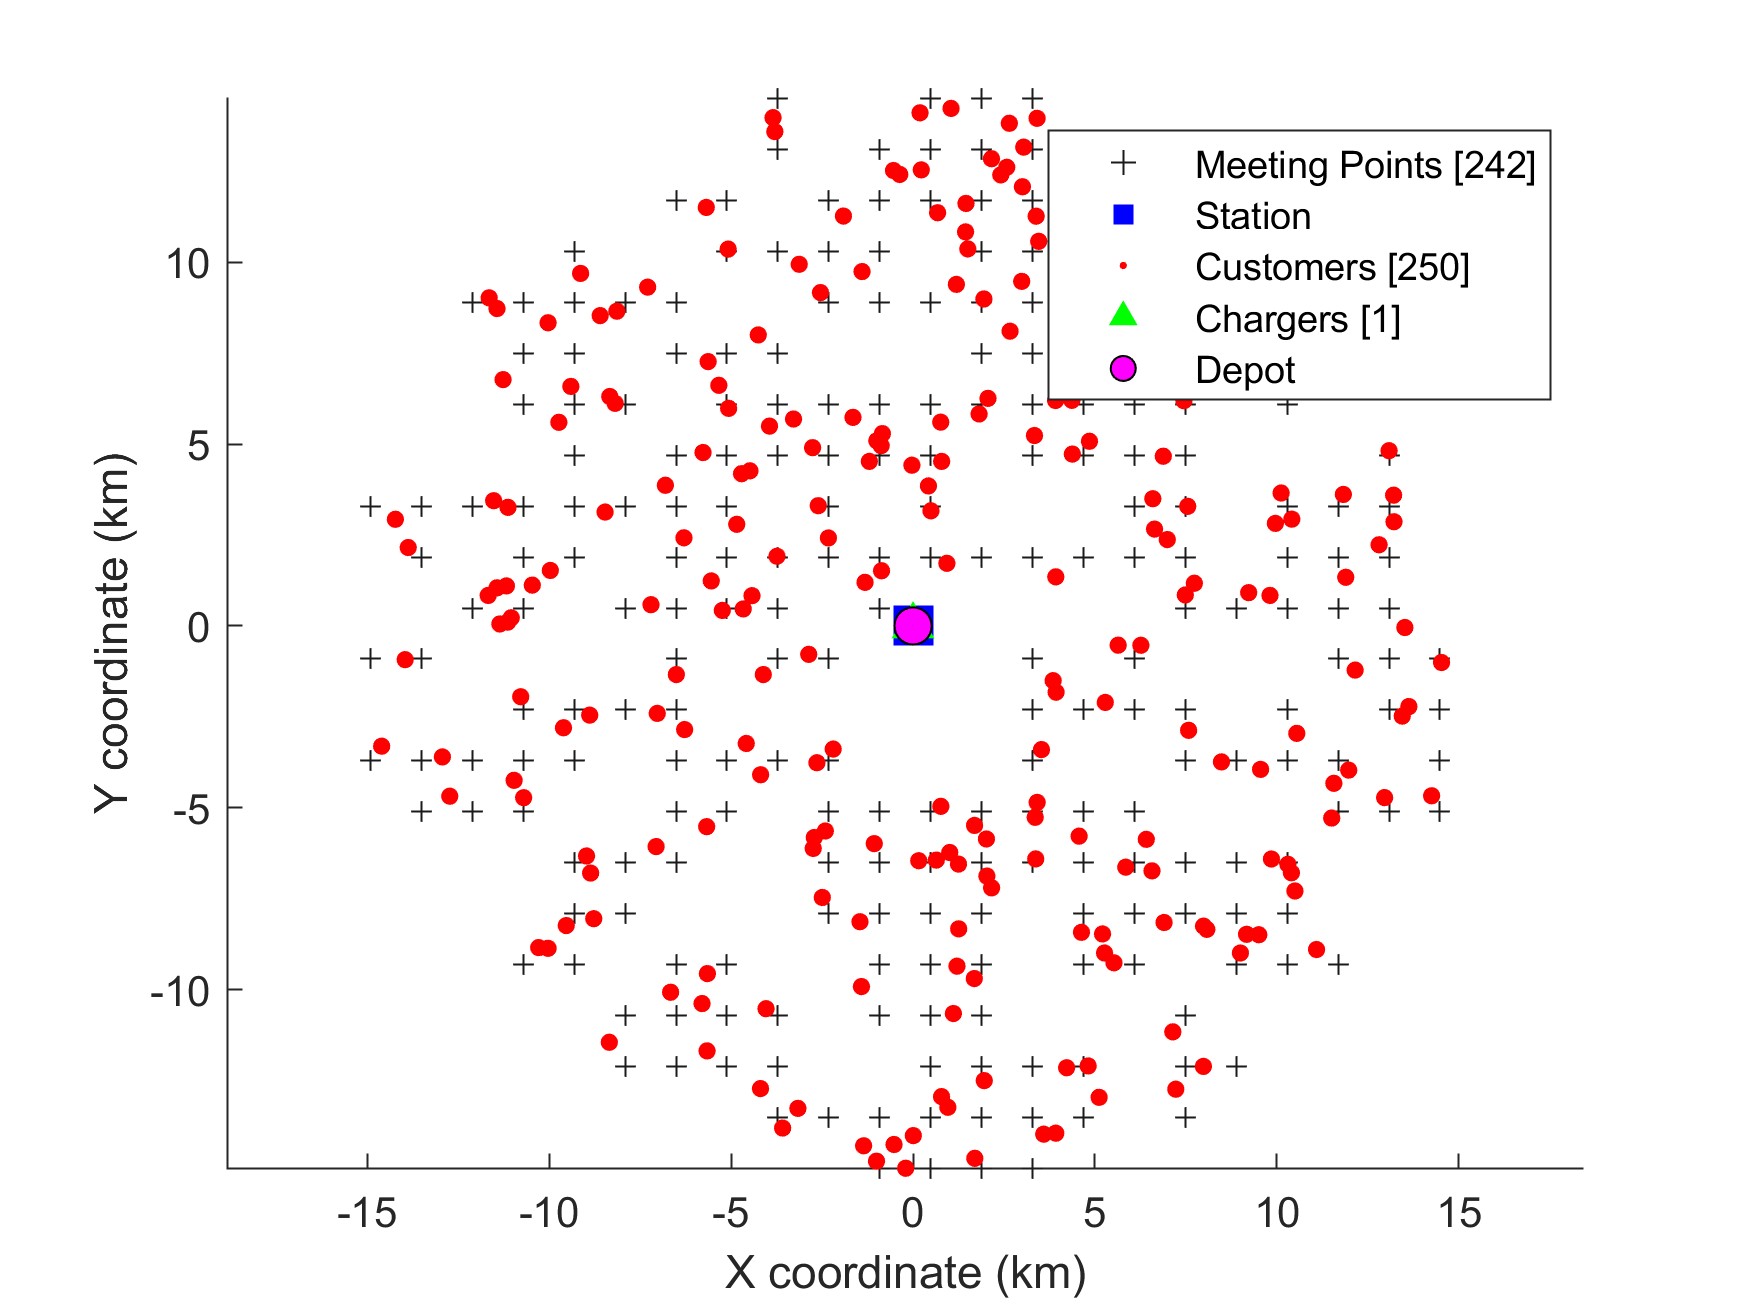 Meeting Points [242]
Station
Customers [250]
Chargers [1]
Depot
10
5
0
-5
-10
Y coordinate (km)
-15 -10 -5 0 5 10 15
X coordinate (km)